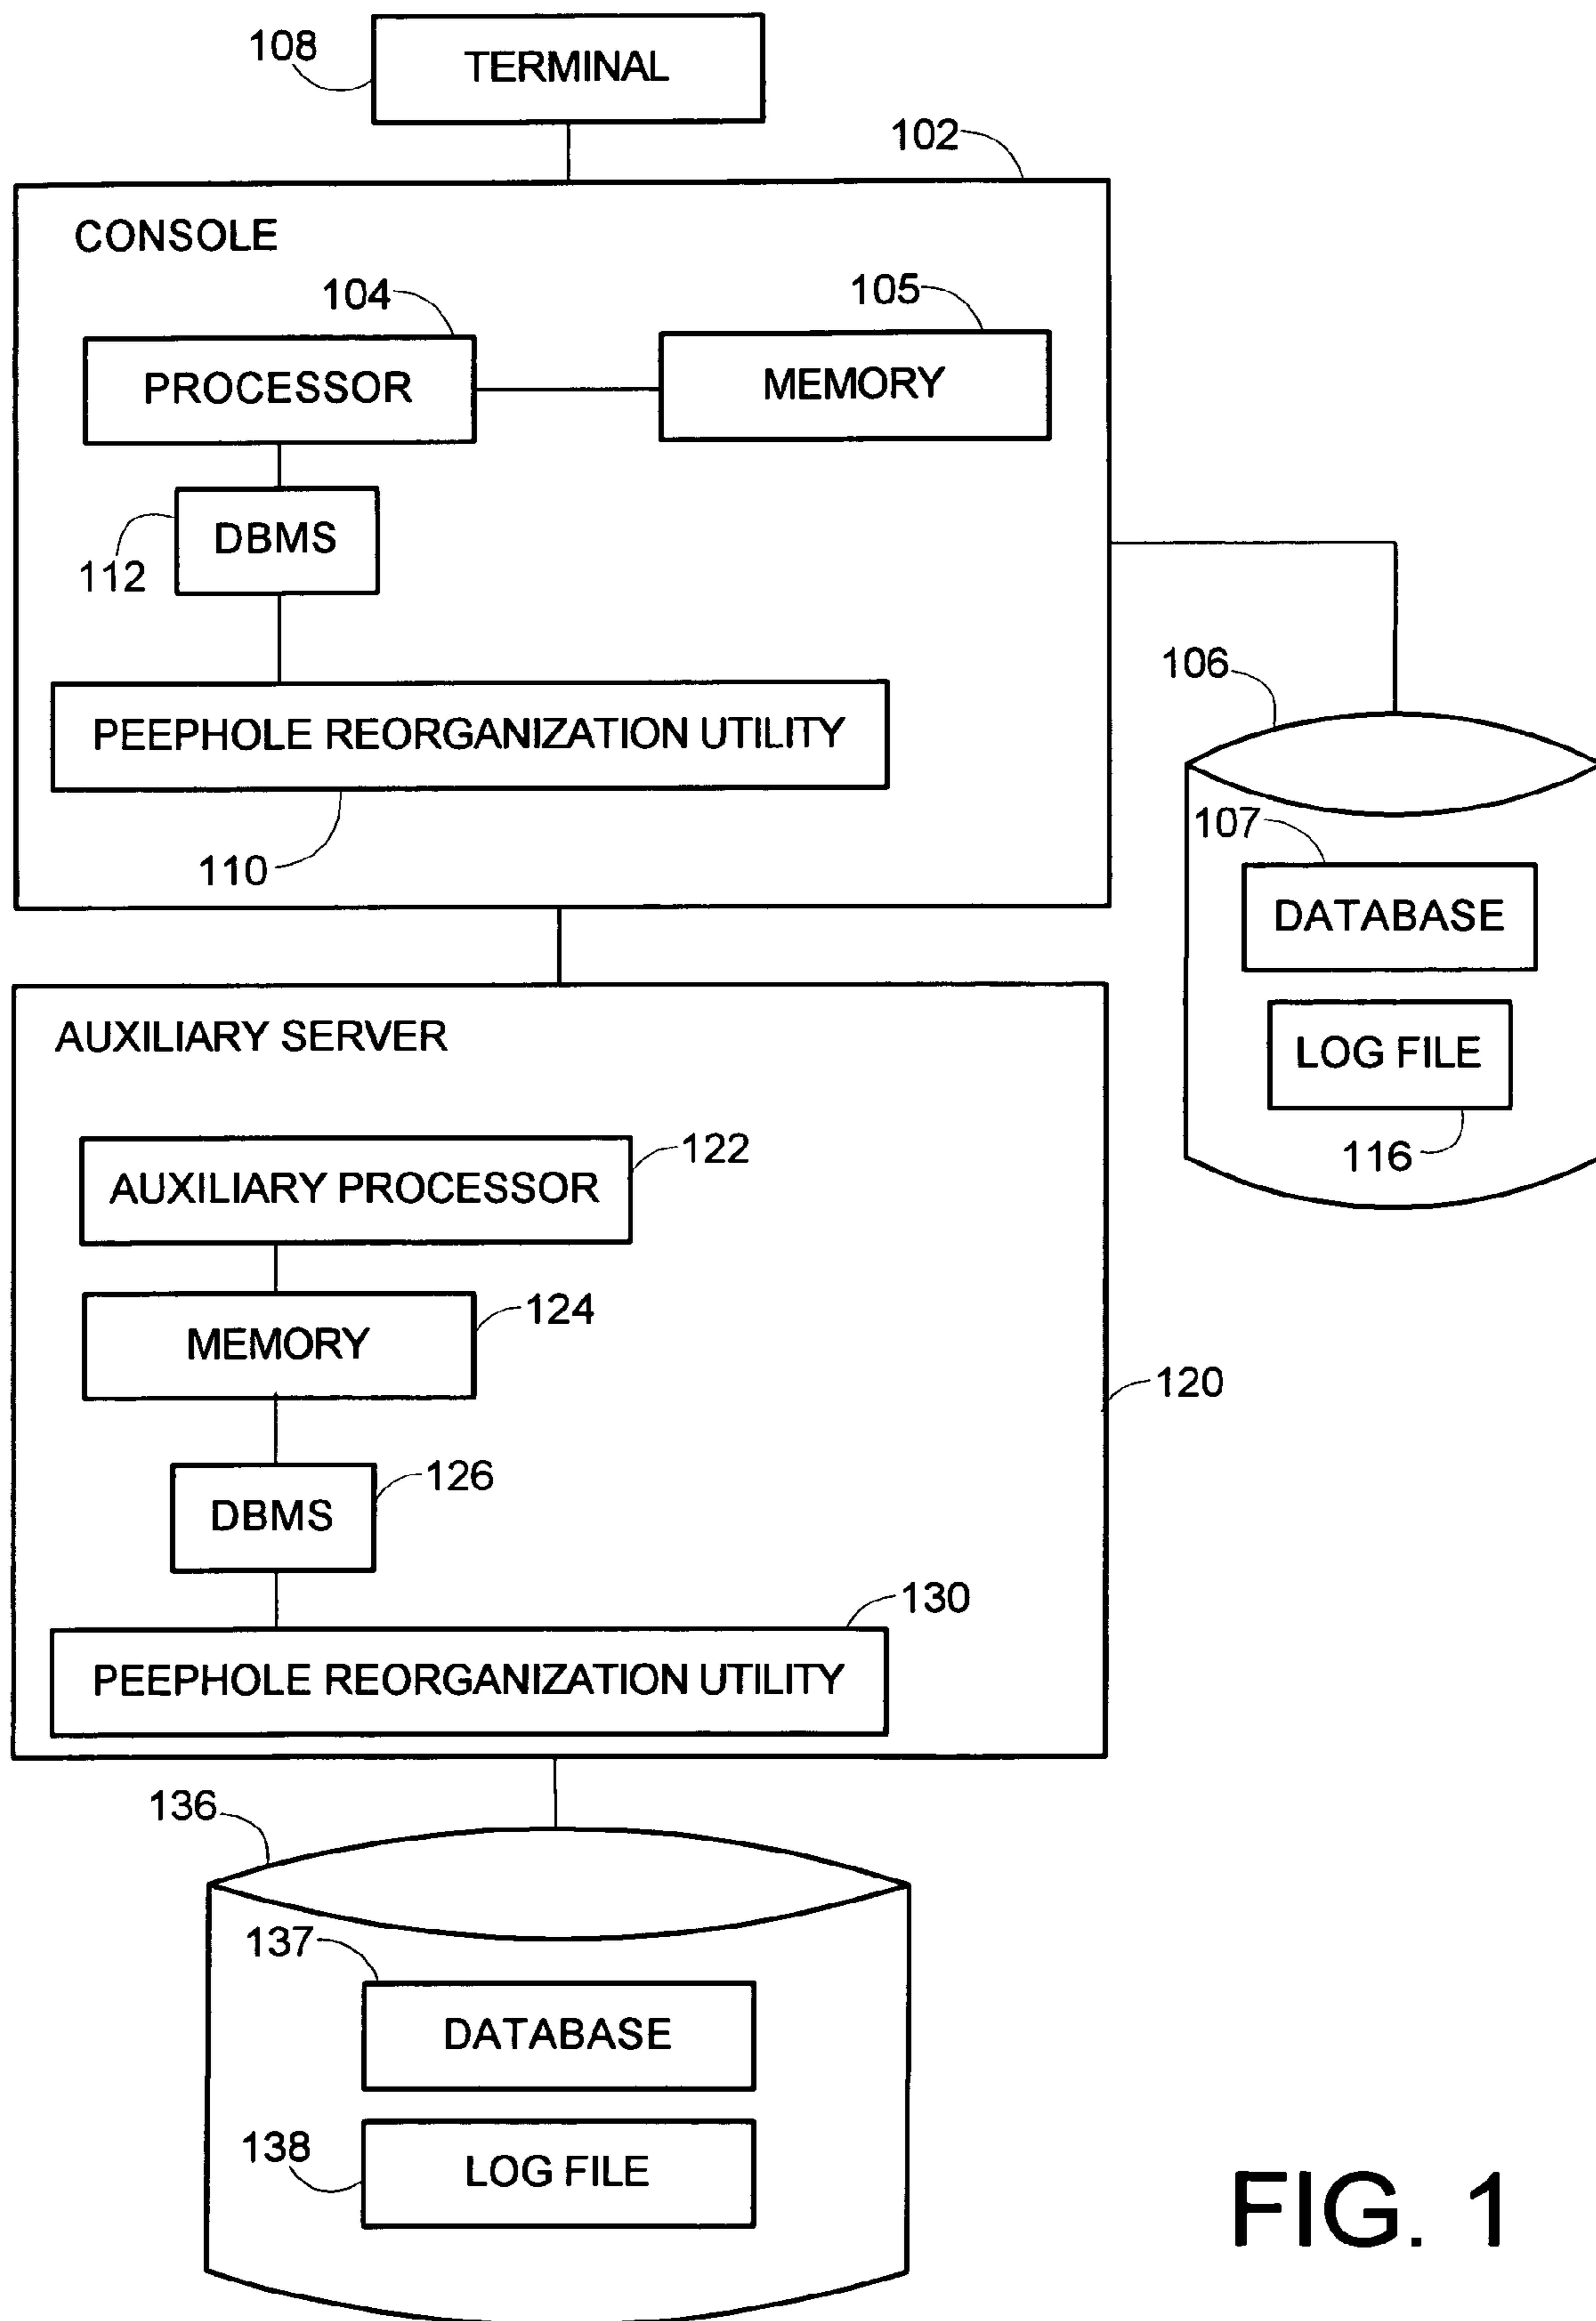 108
TERMINAL
102
CONSOLE
104
105
PROCESSOR
MEMORY
DBMS
112
106
PEEPHOLE REORGANIZATION UTILITY
107
110
DATABASE
LOG FILE
116
AUXILIARY SERVER
122
AUXILIARY PROCESSOR
124
MEMORY
120
126
DBMS
130
PEEPHOLE REORGANIZATION UTILITY
136
137
DATABASE
138
LOG FILE
FIG. 1